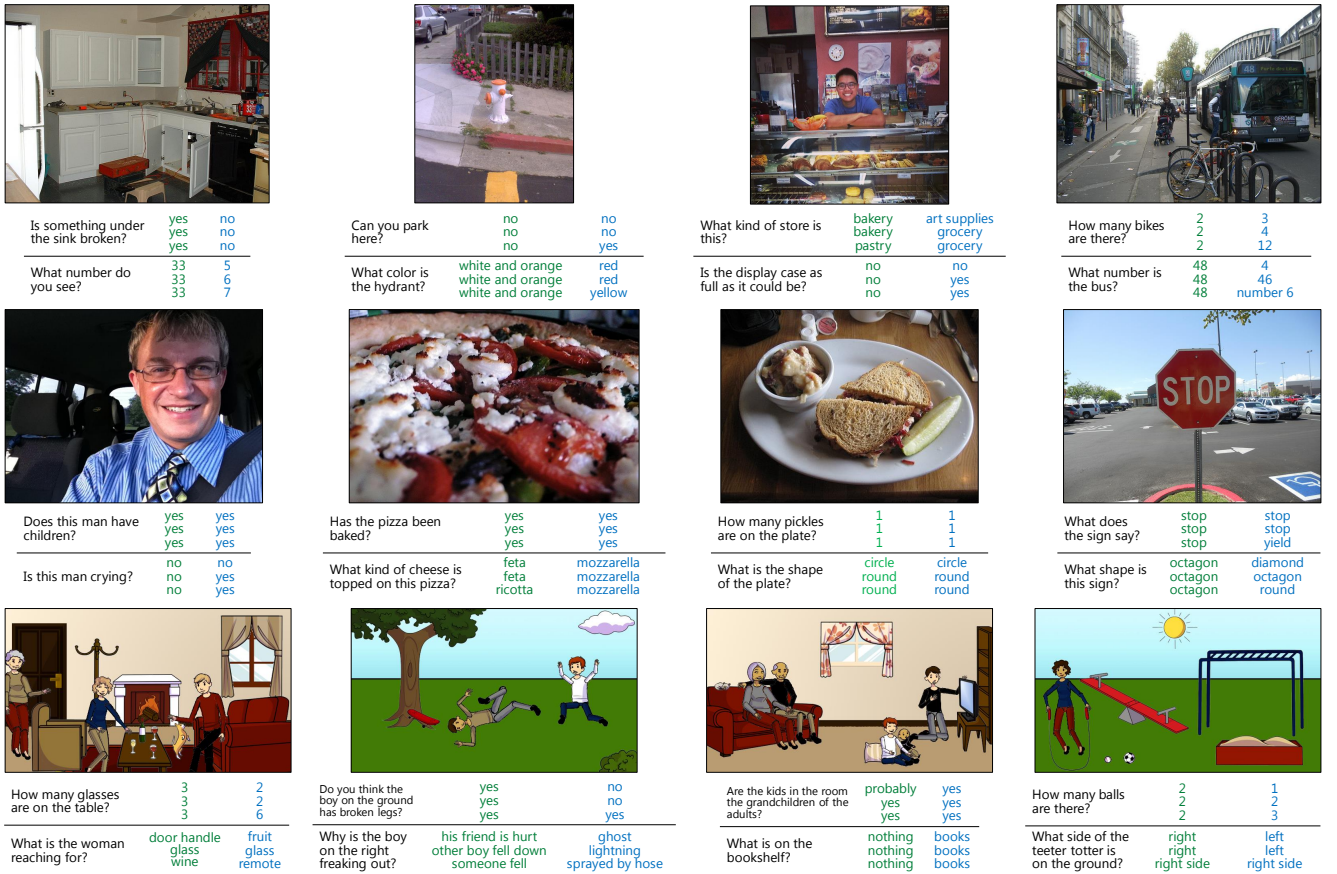 48
DEROME
33
STOP
Is something under
the sink broken?
yes no
yes no
yes no
What number do
you see?
33 5
33 6
33 7
Can you park
here?
no no
no no
no yes
What color is
the hydrant?
white and orange red
white and orange red
white and orange yellow
What kind of store is
this?
bakery art supplies
bakery grocery
pastry grocery
Is the display case as
full as it could be?
no no
no yes
no yes
How many bikes
are there?
2 3
2 4
2 12
What number is
the bus?
48 4
48 46
48 number 6
Does this man have
children?
yes yes
yes yes
yes yes
Is this man crying?
no no
no yes
no yes
Has the pizza been
baked?
yes yes
yes yes
yes yes
What kind of cheese is
topped on this pizza?
feta mozzarella
feta mozzarella
ricotta mozzarella
How many pickles
are on the plate?
1 1
1 1
1 1
What is the shape
of the plate?
circle circle
round round
round round
What does
the sign say?
stop stop
stop stop
stop yield
What shape is
this sign?
octagon diamond
octagon octagon
octagon round
How many glasses
are on the table?
3 2
3 2
3 6
What is the woman
reaching for?
door handle fruit
glass glass
wine remote
Do you think the
boy on the ground
has broken legs?
yes no
yes no
yes yes
Why is the boy
on the right
freaking out?
his friend is hurt ghost
other boy fell down lightning
someone fell sprayed by hose
Are the kids in the room
the grandchildren of the
adults?
probably yes
yes yes
yes yes
What is on the
bookshelf?
nothing books
nothing books
nothing books
How many balls
are there?
2 1
2 2
2 3
What side of the
teeter totter is
on the ground?
right left
right left
right side right side